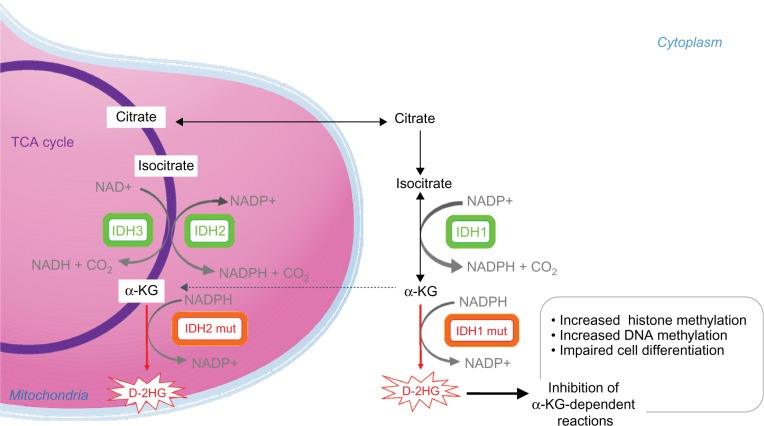 Cytoplasm
Citrate
Citrate
TCA cycle
Isocitrate
Isocitrate
NAD+
NADP+
NADP+
IDH3
IDH2
IDH1
NADH + CO₂
NADPH + CO₂
NADPH + CO₂
α-KG
α-KG
NADPH
NADPH
IDH2 mut
IDH1 mut
NADP+
NADP+
• Increased histone methylation
• Increased DNA methylation
• Impaired cell differentiation
Mitochondria
D-2HG
D-2HG
Inhibition of
α-KG-dependent
reactions